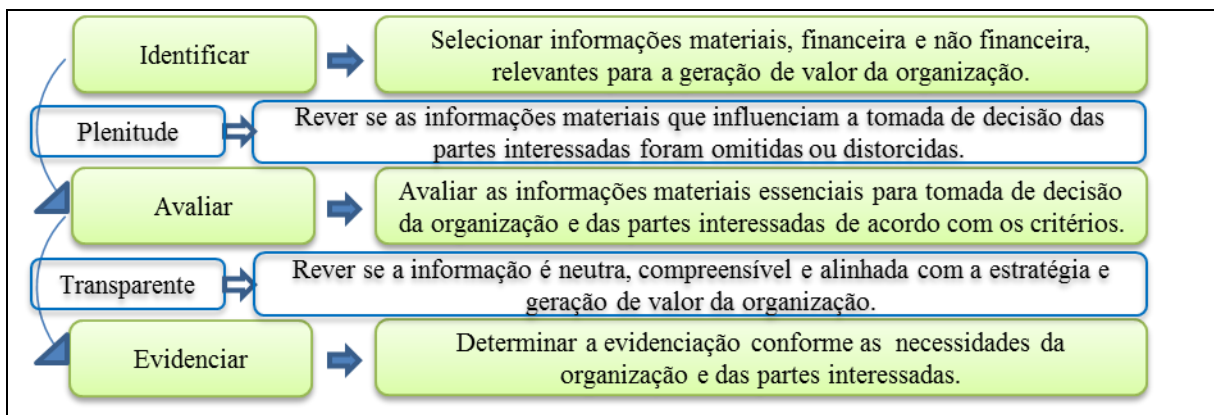 Identificar
Selecionar informações materiais, financeira e não financeira,
relevantes para a geração de valor da organização.
Plenitude
Rever se as informações materiais que influenciam a tomada de decisão das
partes interessadas foram omitidas ou distorcidas.
Avaliar
Avaliar as informações materiais essenciais para tomada de decisão
da organização e das partes interessadas de acordo com os critérios.
Transparente
Rever se a informação é neutra, compreensível e alinhada com a estratégia e
geração de valor da organização.
Evidenciar
Determinar a evidenciação conforme as necessidades da
organização e das partes interessadas.